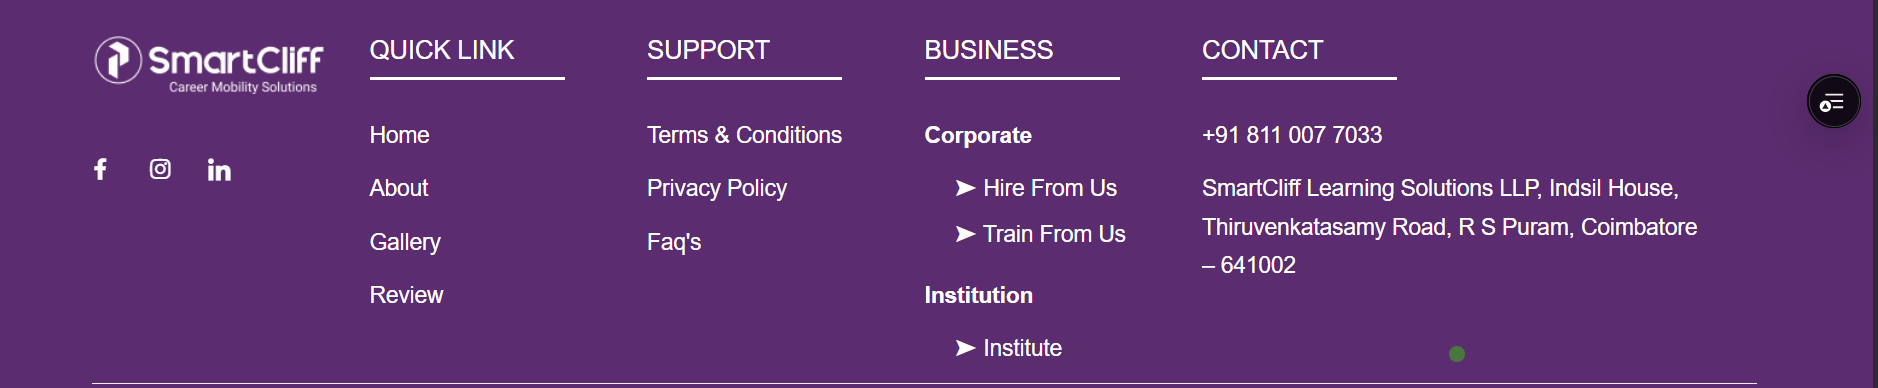 SmartCliff
Career Mobility Solutions
QUICK LINK
Home
About
Gallery
Review
SUPPORT
Terms & Conditions
Privacy Policy
Faq's
BUSINESS
Corporate
➤ Hire From Us
➤ Train From Us
Institution
➤ Institute
CONTACT
+91 811 007 7033
SmartCliff Learning Solutions LLP, Indsil House,
Thiruvenkatasamy Road, R S Puram, Coimbatore
– 641002